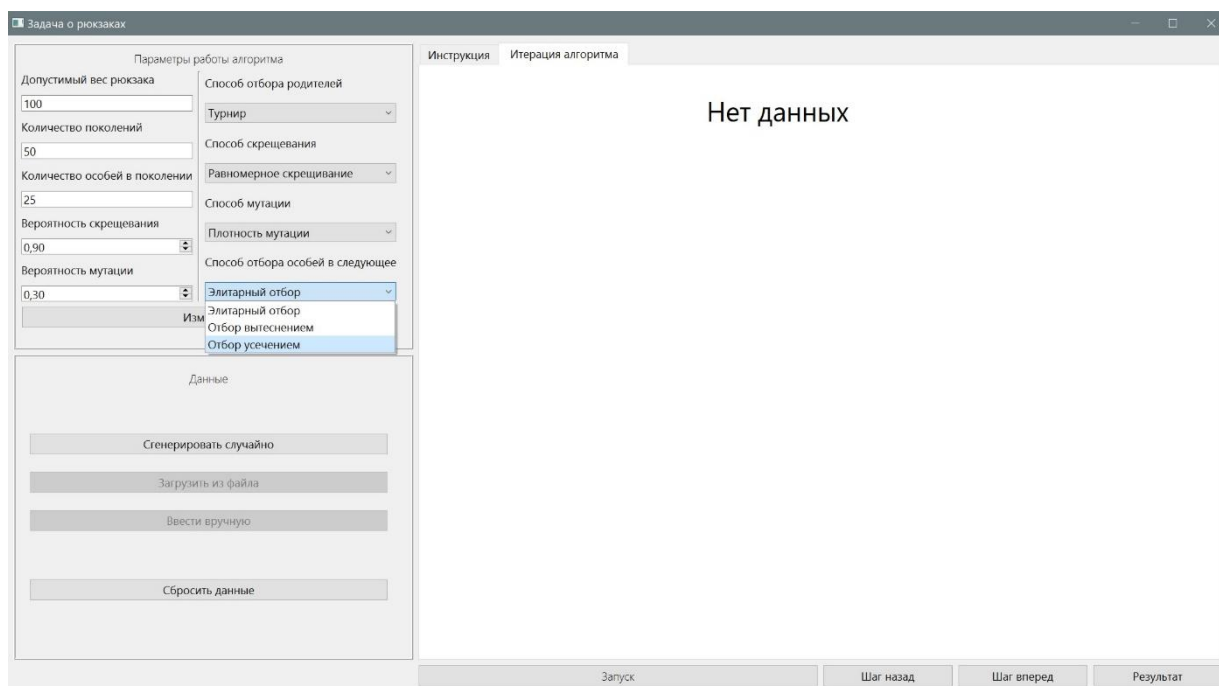 Задача о рюкзаках
Параметры работы алгоритма
Допустимый вес рюкзака
100
Количество поколений
50
Количество особей в поколении
25
Вероятность скрещевания
0,90
Вероятность мутации
0,30
Способ отбора родителей
Турнир
Способ скрещевания
Равномерное скрещивание
Способ мутации
Плотность мутации
Способ отбора особей в следующее
Элитарный отбор
Элитарный отбор
Отбор вытеснением
Отбор усечением
Данные
Сгенерировать случайно
Загрузить из файла
Ввести вручную
Сбросить данные
Инструкция
Итерация алгоритма
Нет данных
Запуск
Шаг назад
Шаг вперед
Результат